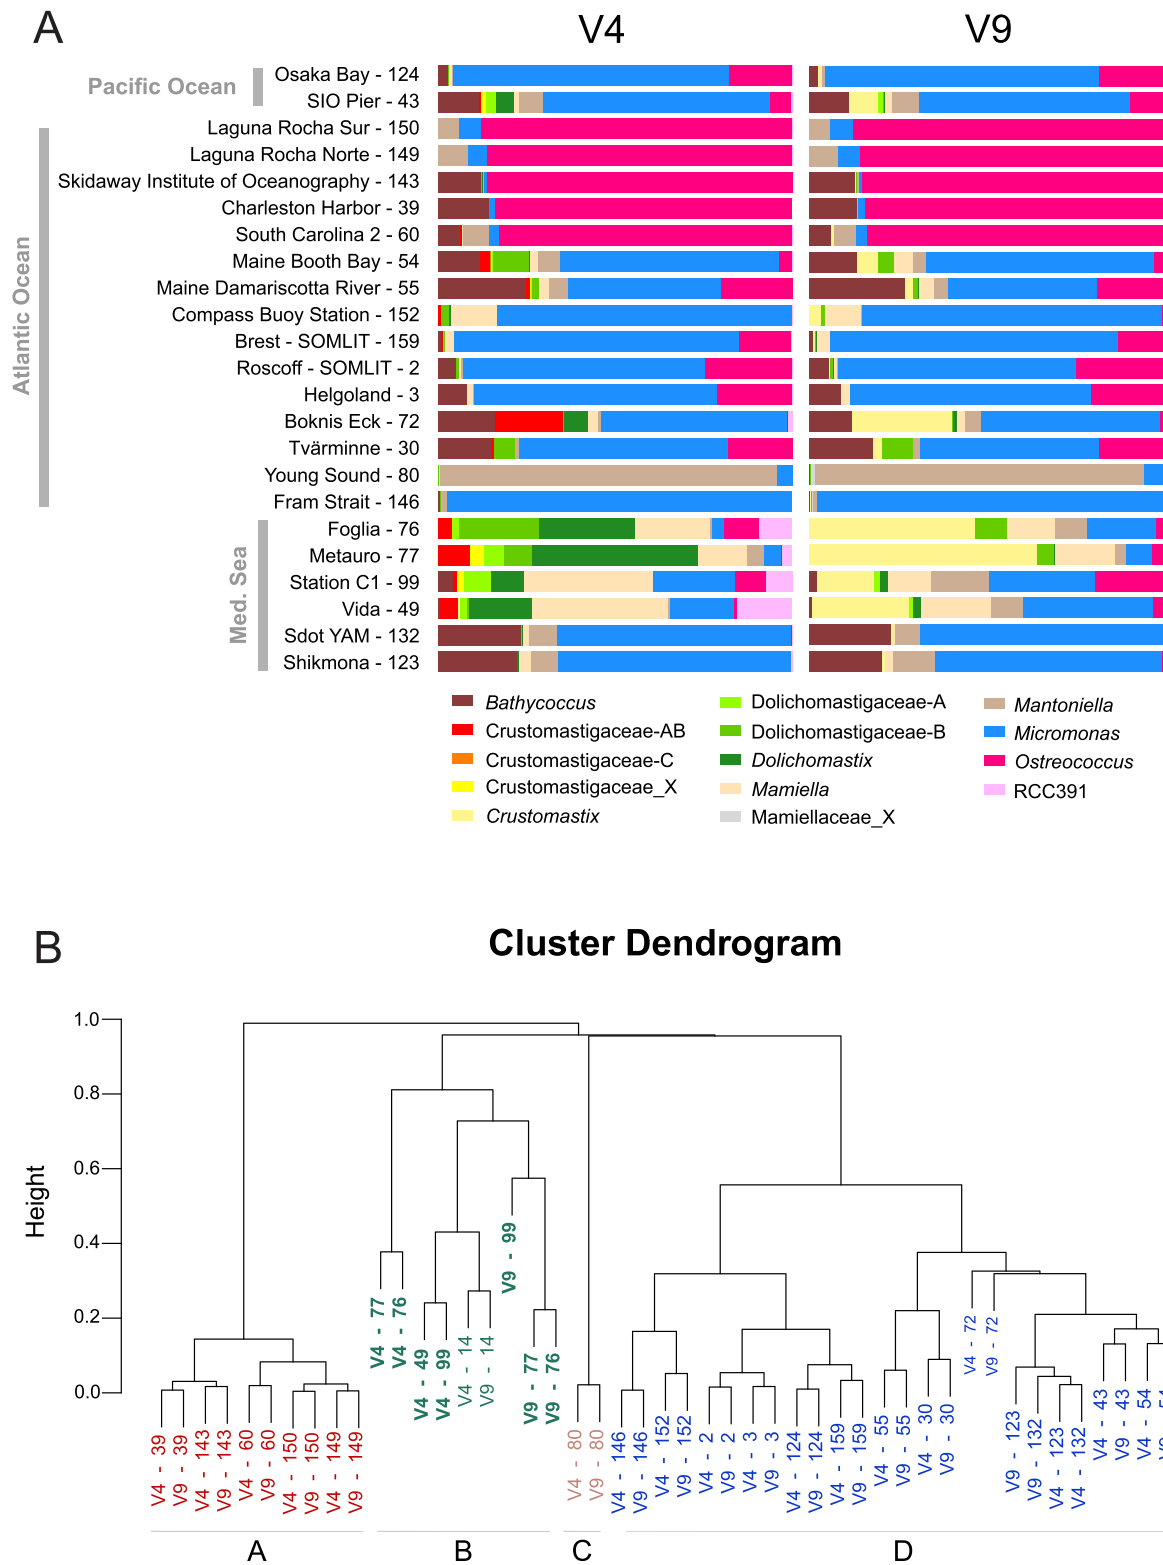 A
V4
V9
Pacific Ocean
Osaka Bay - 124
SIO Pier - 43
Atlantic Ocean
Laguna Rocha Sur - 150
Laguna Rocha Norte - 149
Skidaway Institute of Oceanography - 143
Charleston Harbor - 39
South Carolina 2 - 60
Maine Booth Bay - 54
Maine Damariscotta River - 55
Compass Buoy Station - 152
Brest - SOMLIT - 159
Roscoff - SOMLIT - 2
Helgoland - 3
Boknis Eck - 72
Tvärminne - 30
Young Sound - 80
Fram Strait - 146
Med. Sea
Foglia - 76
Metauro - 77
Station C1 - 99
Vida - 49
Sdot YAM - 132
Shikmona - 123
Bathycoccus
Crustomastigaceae-AB
Crustomastigaceae-C
Crustomastigaceae_X
Crustomastix
Dolichomastigaceae-A
Dolichomastigaceae-B
Dolichomastix
Mamiella
Mamiellaceae_X
Mantoniella
Micromonas
Ostreococcus
RCC391
B
Cluster Dendrogram
Height
1.0
0.8
0.6
0.4
0.2
0.0
V4 - 39
V9 - 39
V4 - 143
V9 - 143
V4 - 60
V9 - 60
V4 - 150
V9 - 150
V4 - 149
V9 - 149
V4 - 77
V4 - 76
V4 - 49
V4 - 99
V4 - 14
V9 - 14
V9 - 99
V9 - 77
V9 - 76
V4 - 80
V9 - 80
V4 - 146
V9 - 146
V4 - 152
V9 - 152
V4 - 2
V9 - 2
V4 - 3
V9 - 3
V4 - 124
V9 - 124
V4 - 159
V9 - 159
V4 - 55
V9 - 55
V4 - 30
V9 - 30
V4 - 72
V9 - 72
V9 - 123
V9 - 132
V4 - 123
V4 - 132
V4 - 43
V9 - 43
V4 - 54
A
B
C
D